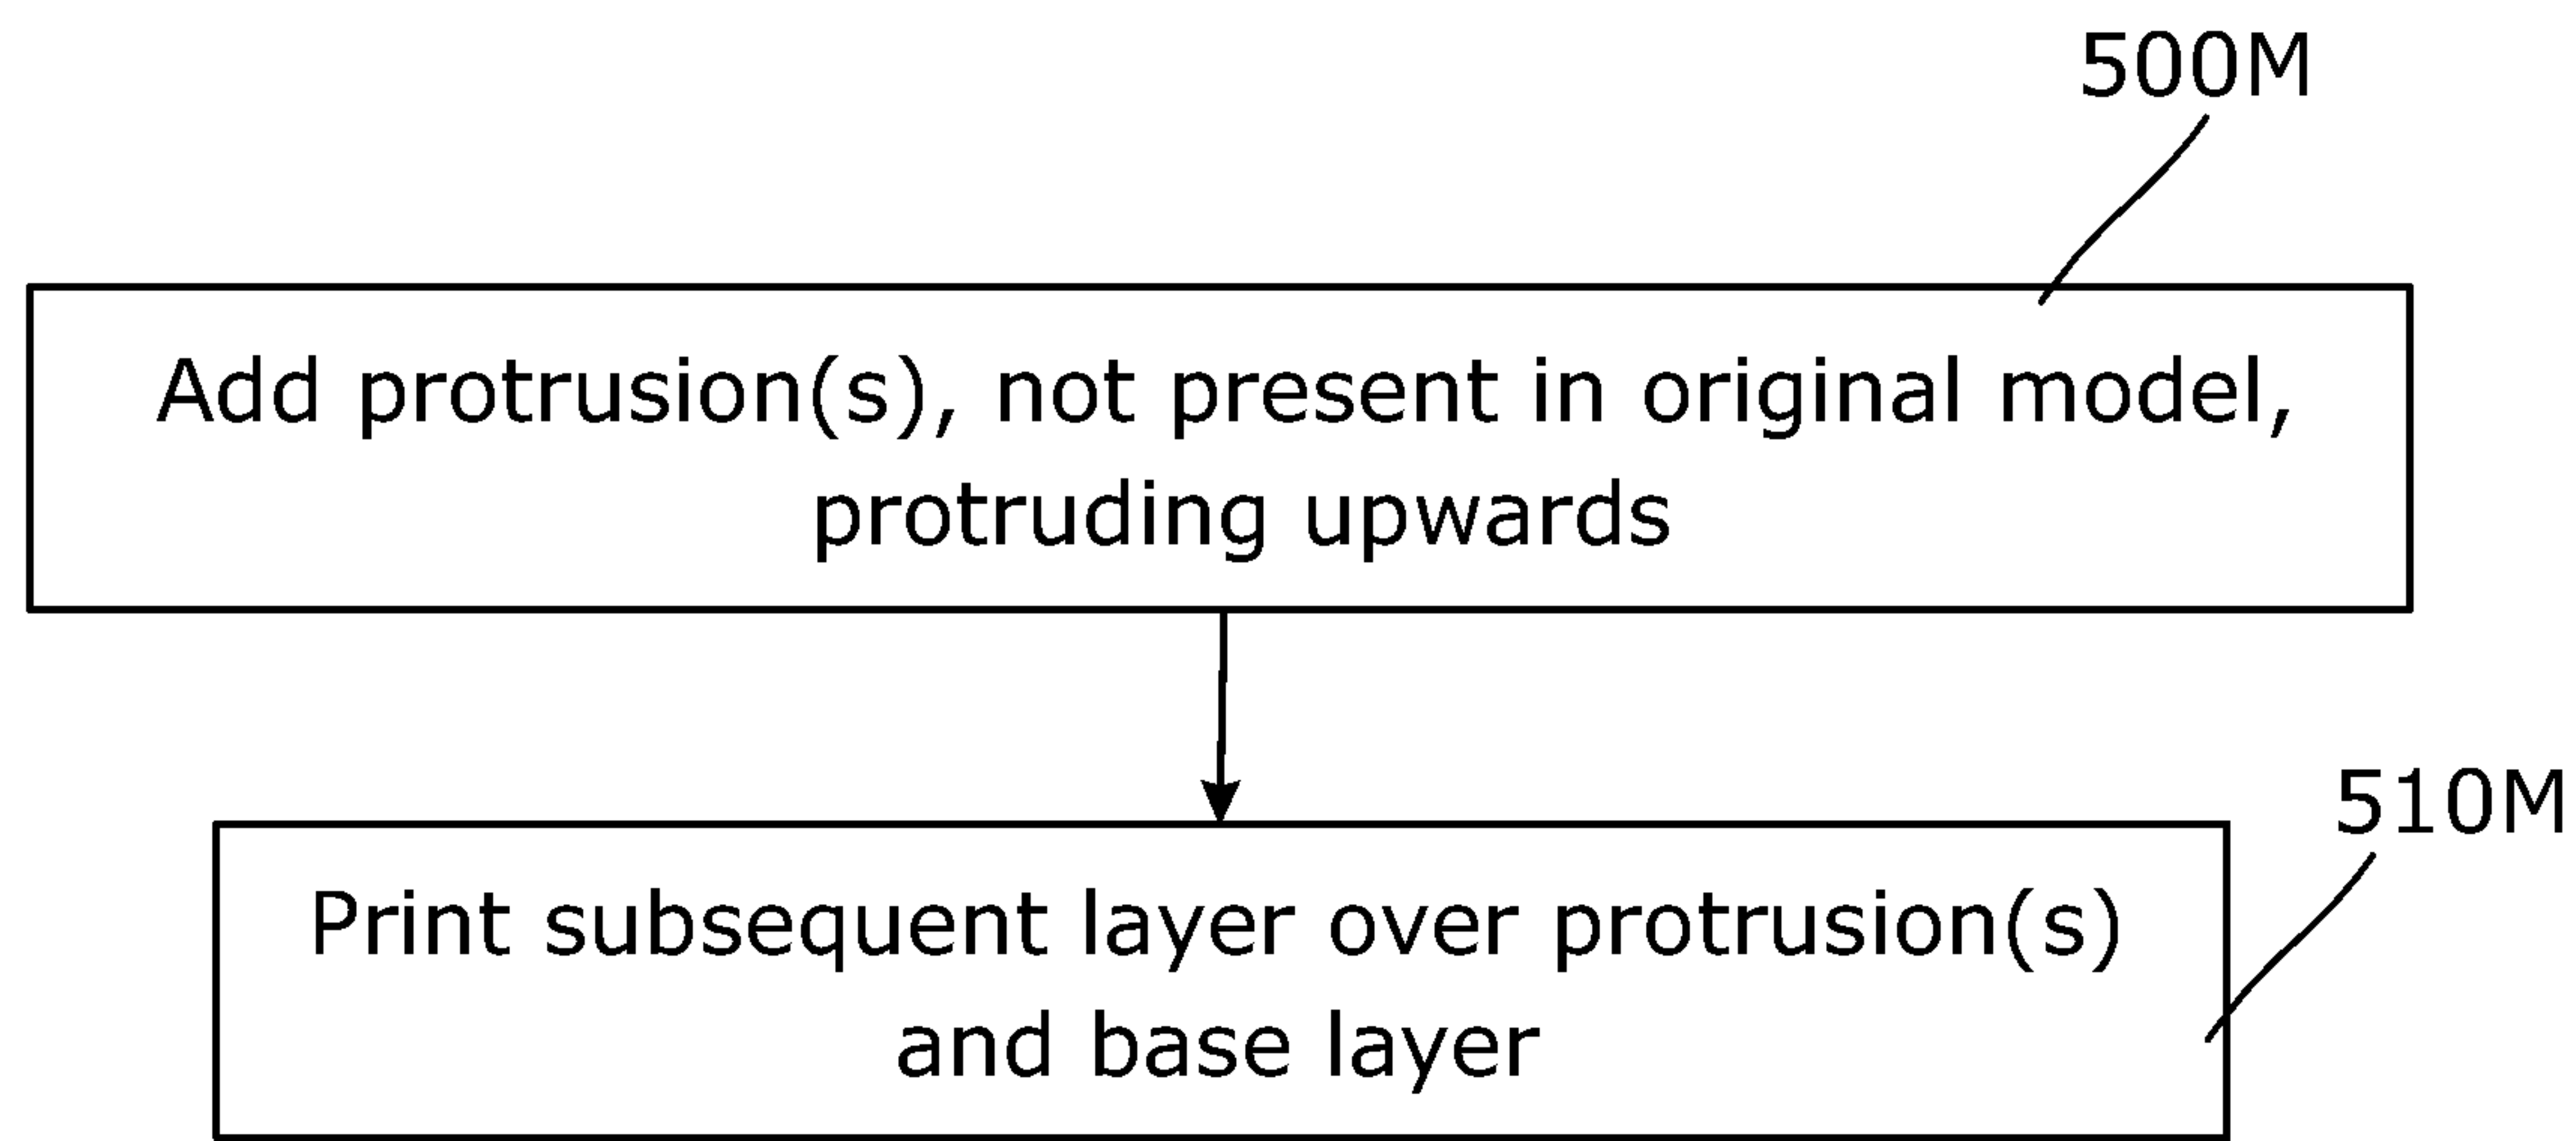 500M
Add protrusion(s), not present in original model,
protruding upwards
510M
Print subsequent layer over protrusion(s)
and base layer